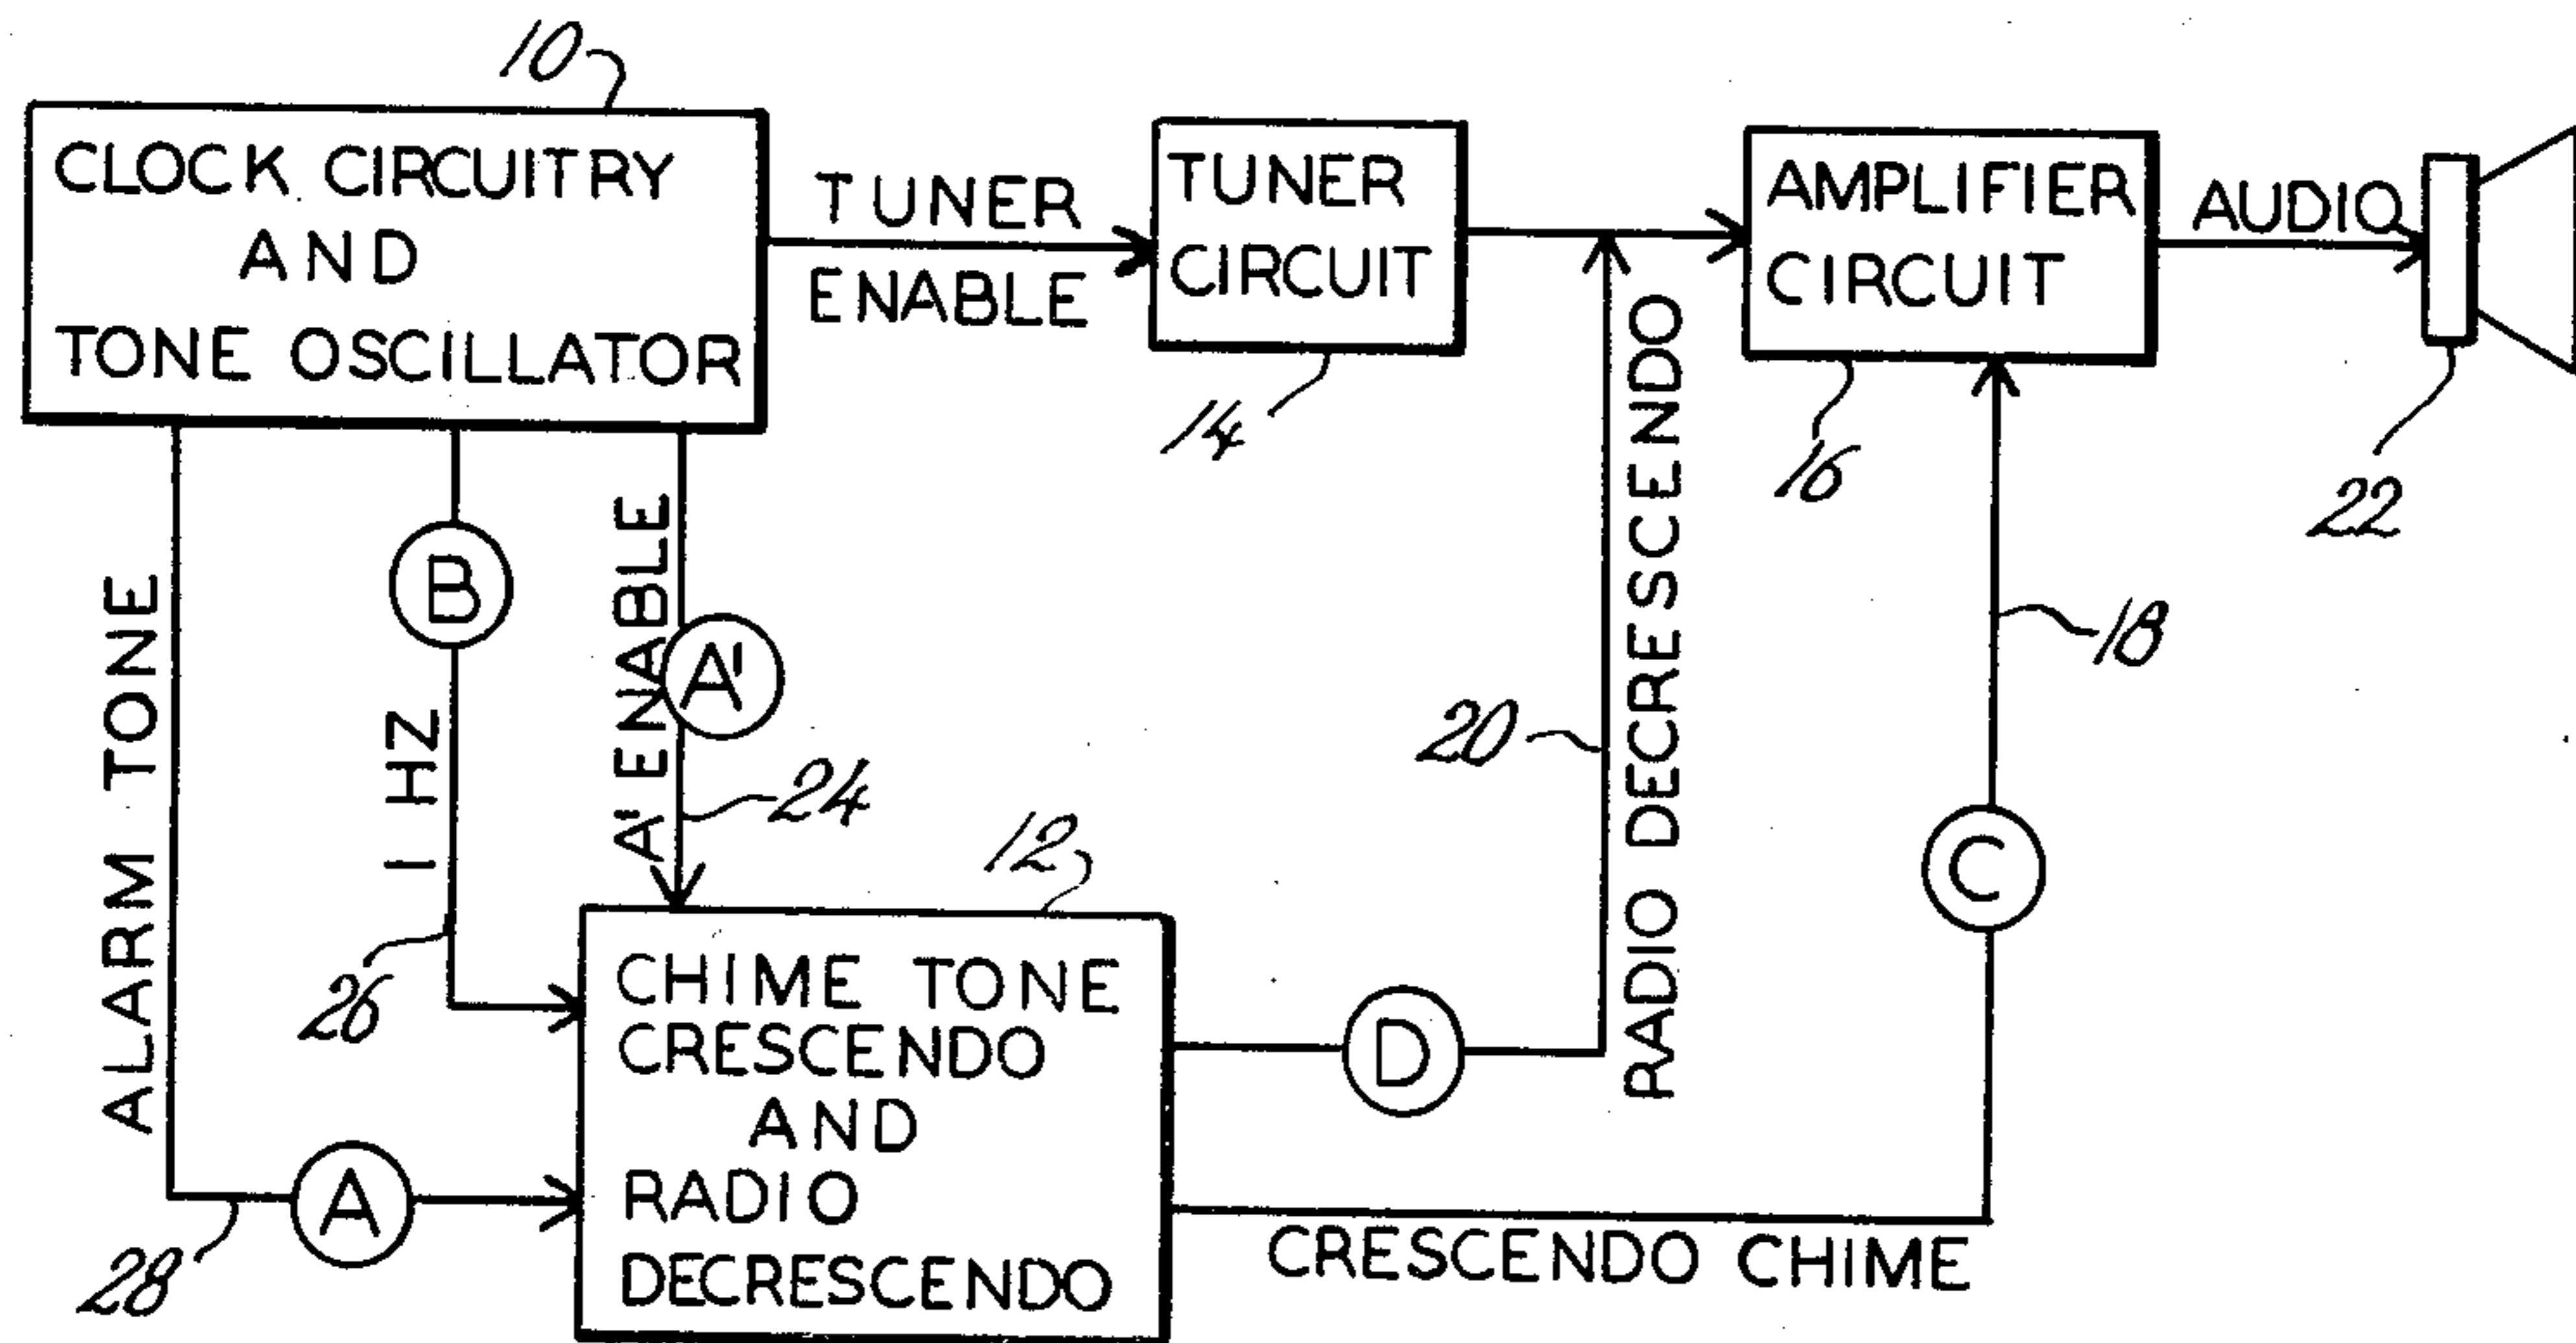 10
CLOCK CIRCUITRY
AND
TONE OSCILLATOR
TUNER
ENABLE
TUNER
CIRCUIT
14
AMPLIFIER
CIRCUIT
16
AUDIO
22
ALARM TONE
B
1 HZ
26
A' ENABLE
A'
24
A
28
12
CHIME TONE
CRESCENDO
AND
RADIO
DECRESCENDO
D
20
RADIO DECRESCENDO
C
18
CRESCENDO CHIME